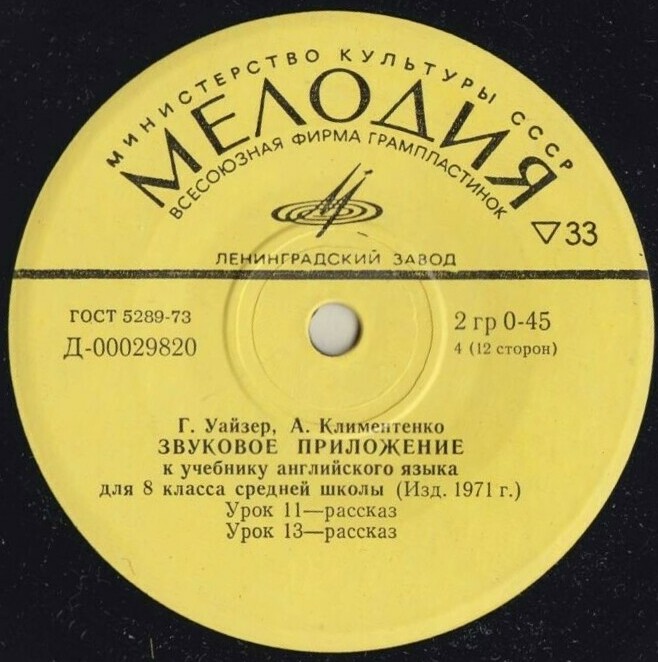 МИНИСТЕРСТВО КУЛЬТУРЫ СССР
МЕЛОДИЯ
ВСЕСОЮЗНАЯ ФИРМА ГРАМПЛАСТИНОК
▽33
ЛЕНИНГРАДСКИЙ ЗАВОД
ГОСТ 5289-73
2 гр 0-45
Д-00029820
4 (12 сторон)
Г. Уайзер, А. Климентенко
ЗВУКОВОЕ ПРИЛОЖЕНИЕ
к учебнику английского языка
для 8 класса средней школы (Изд. 1971 г.)
Урок 11—рассказ
Урок 13—рассказ